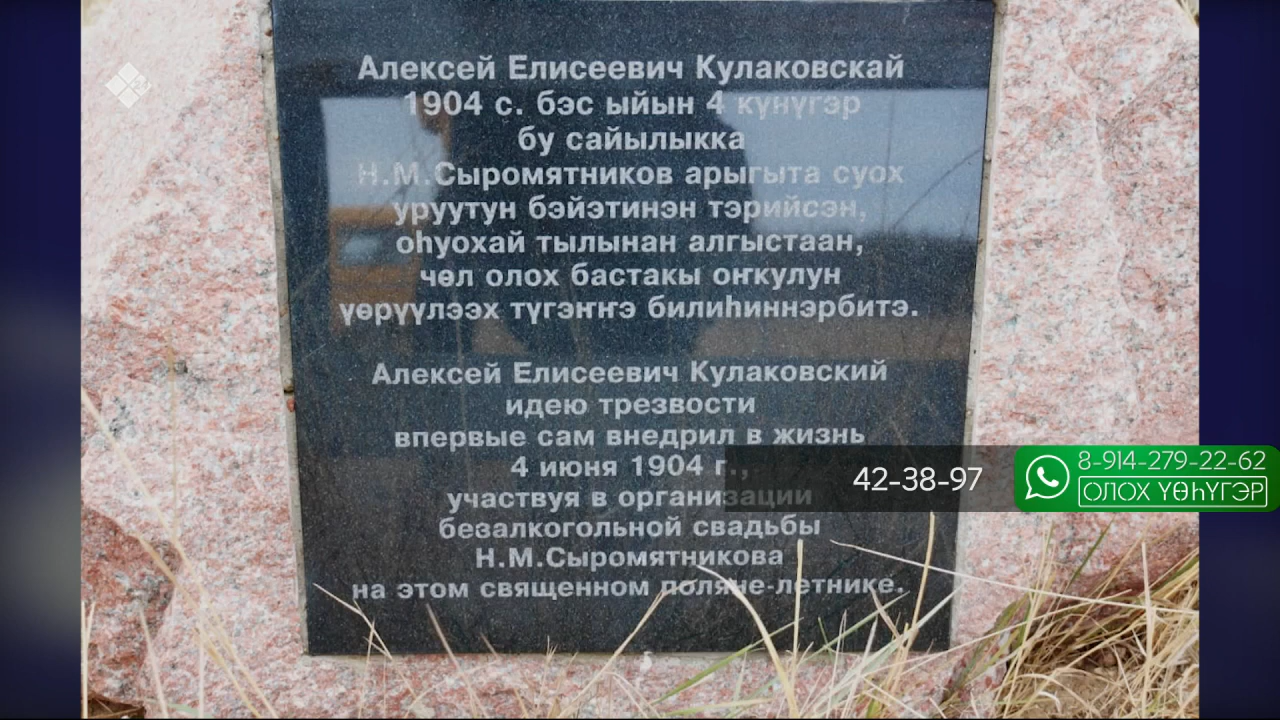 Алексей Елисеевич Кулаковскай
1904 с. бэс ыйын 4 күнүгэр
бу сайылыкка
Н.М.Сыромятников арыгыта суох
уруутун бэйэтинэн тэрийсэн,
оһуохай тылынан алгыстаан,
чөл олох бастакы оҥкулун
үөрүүлээх түгэҥҥэ билиһиннэрбитэ.
Алексей Елисеевич Кулаковский
идею трезвости
впервые сам внедрил в жизнь
4 июня 1904 г.,
участвуя в организации
безалкогольной свадьбы
Н.М.Сыромятникова
на этом священном поляне-летнике.
42-38-97
8-914-279-22-62
ОЛОХ ҮӨҺҮГЭР